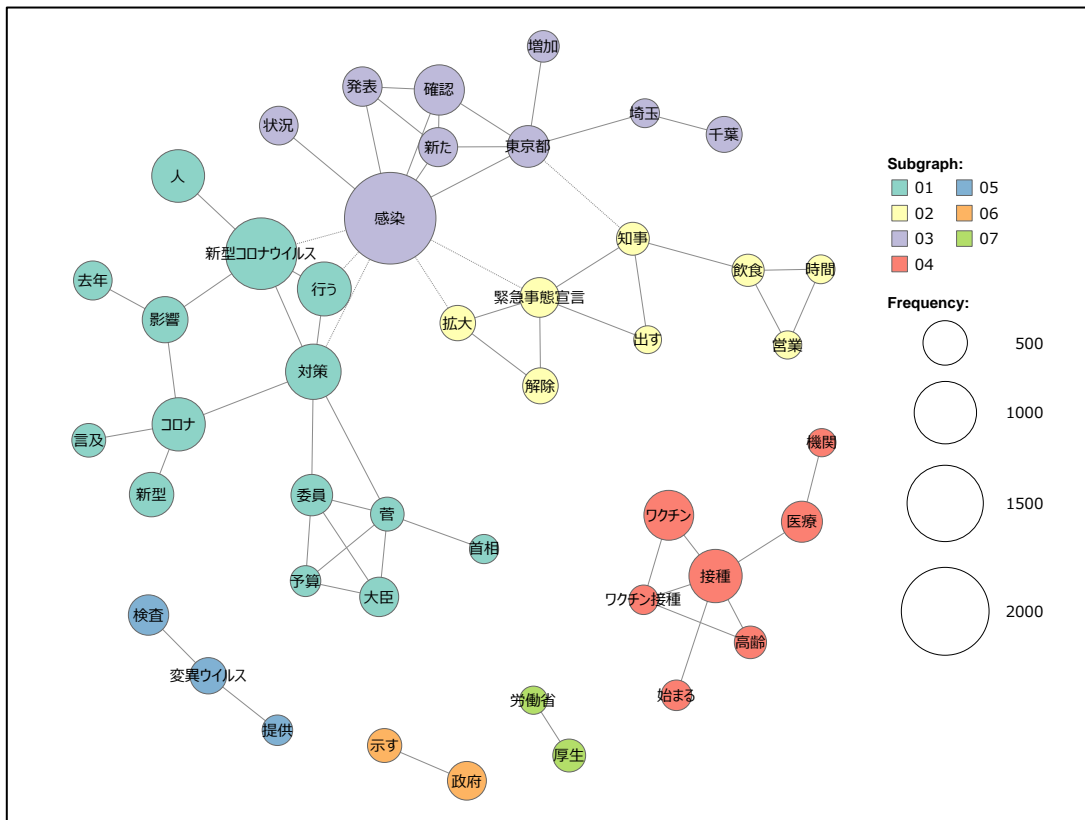 増加
発表
確認
埼玉
千葉
状況
新た
東京都
人
感染
新型コロナウイルス
知事
去年
行う
飲食
時間
影響
緊急事態宣言
拡大
出す
営業
対策
解除
コロナ
言及
新型
委員
菅
首相
予算
大臣
機関
ワクチン
医療
接種
ワクチン接種
高齢
始まる
検査
変異ウイルス
提供
労働省
厚生
示す
政府
Subgraph:
01
05
02
06
03
07
04
Frequency:
500
1000
1500
2000